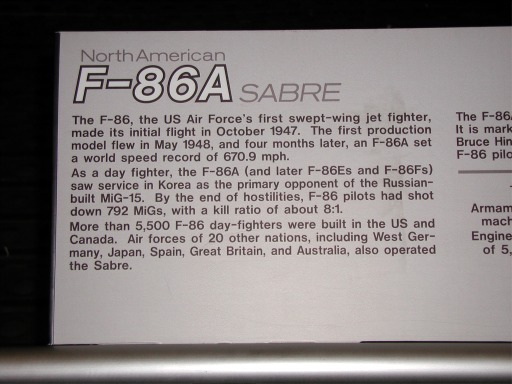 North American
F-86A SABRE
The F-86, the US Air Force's first swept-wing jet fighter,
made its initial flight in October 1947. The first production
model flew in May 1948, and four months later, an F-86A set
a world speed record of 670.9 mph.
As a day fighter, the F-86A (and later F-86Es and F-86Fs)
saw service in Korea as the primary opponent of the Russian-
built MiG-15. By the end of hostilities, F-86 pilots had shot
down 792 MiGs, with a kill ratio of about 8:1.
More than 5,500 F-86 day-fighters were built in the US and
Canada. Air forces of 20 other nations, including West Ger-
many, Japan, Spain, Great Britain, and Australia, also operated
the Sabre.
The F-86A
It is mark
Bruce Hin
F-86 pilo
Armam
mach
Engine
of 5,